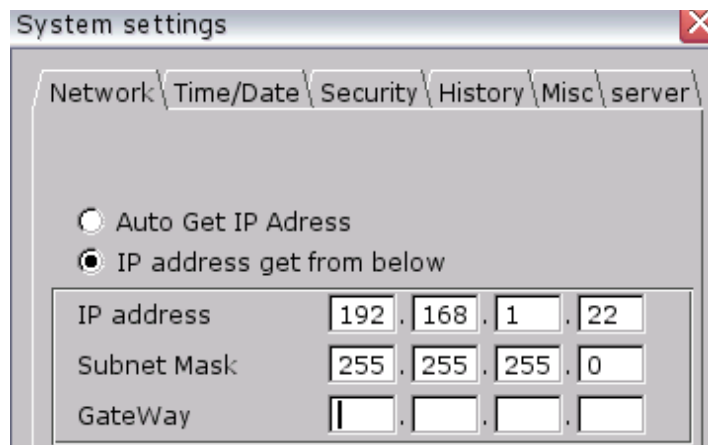 System settings
Network Time/Date Security History Misc server
Auto Get IP Adress
IP address get from below
IP address 192 . 168 . 1 . 22
Subnet Mask 255 . 255 . 255 . 0
GateWay . . .